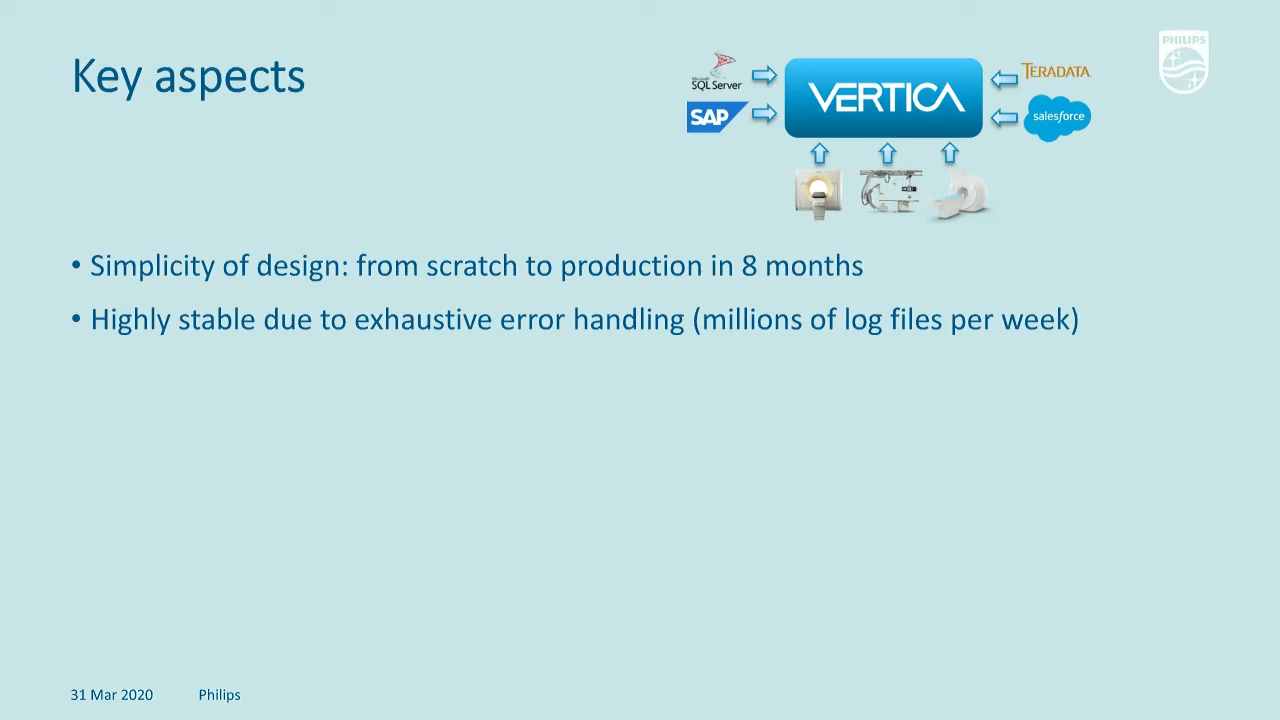 Key aspects
Microsoft
SQL Server
SAP
VERTICA
TERADATA
salesforce
PHILIPS
• Simplicity of design: from scratch to production in 8 months
• Highly stable due to exhaustive error handling (millions of log files per week)
31 Mar 2020 Philips